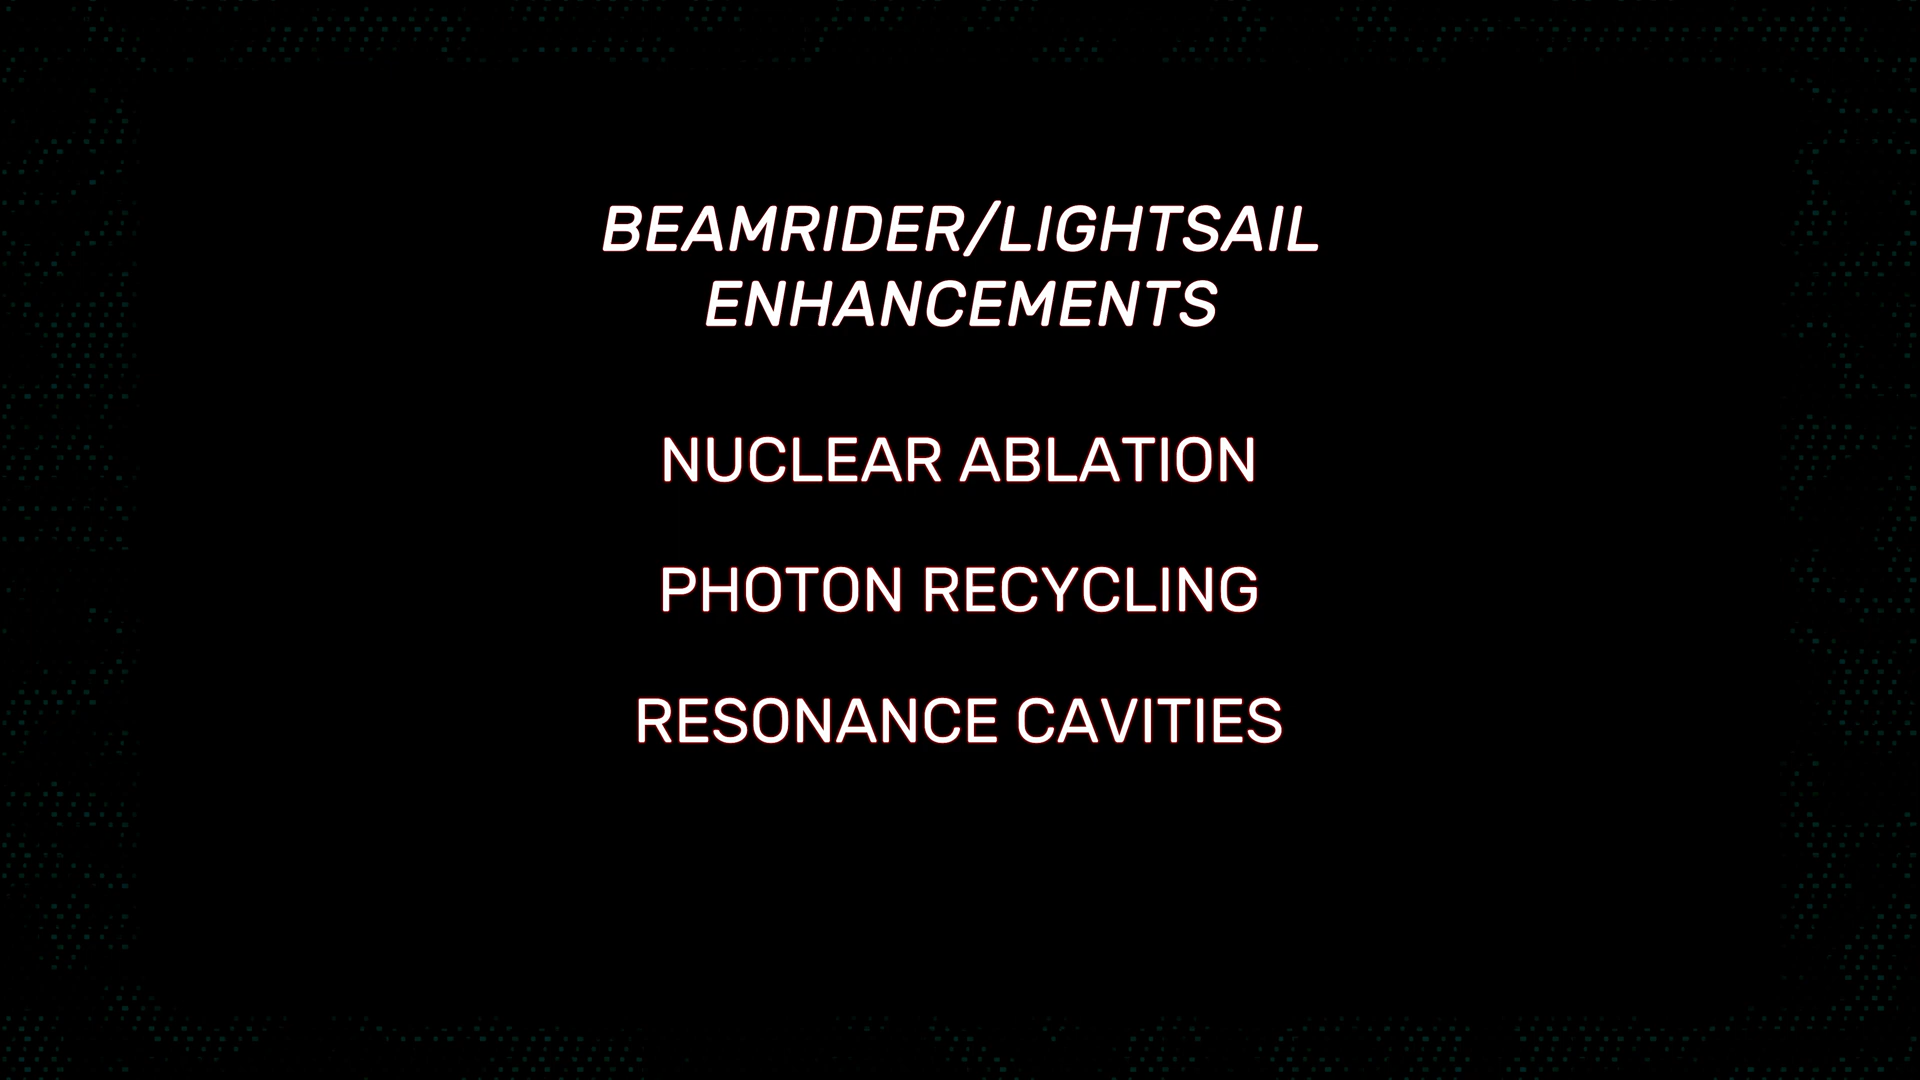 BEAMRIDER/LIGHTSAIL
ENHANCEMENTS
NUCLEAR ABLATION
PHOTON RECYCLING
RESONANCE CAVITIES